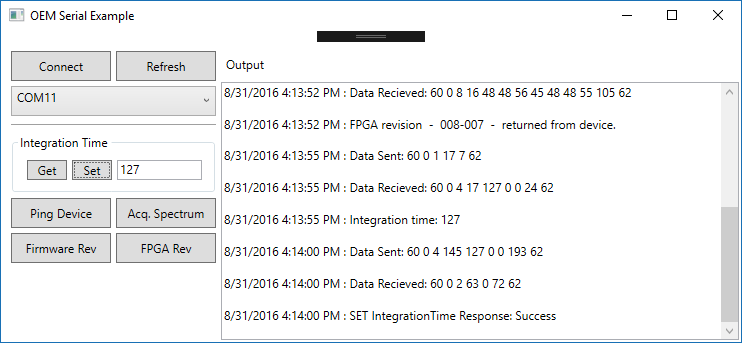 OEM Serial Example
Connect
Refresh
Output
COM11
Integration Time
Get
Set
127
Ping Device
Acq. Spectrum
Firmware Rev
FPGA Rev
8/31/2016 4:13:52 PM : Data Recieved: 60 0 8 16 48 48 56 45 48 48 55 105 62
8/31/2016 4:13:52 PM : FPGA revision - 008-007 - returned from device.
8/31/2016 4:13:55 PM : Data Sent: 60 0 1 17 7 62
8/31/2016 4:13:55 PM : Data Recieved: 60 0 4 17 127 0 0 24 62
8/31/2016 4:13:55 PM : Integration time: 127
8/31/2016 4:14:00 PM : Data Sent: 60 0 4 145 127 0 0 193 62
8/31/2016 4:14:00 PM : Data Recieved: 60 0 2 63 0 72 62
8/31/2016 4:14:00 PM : SET IntegrationTime Response: Success